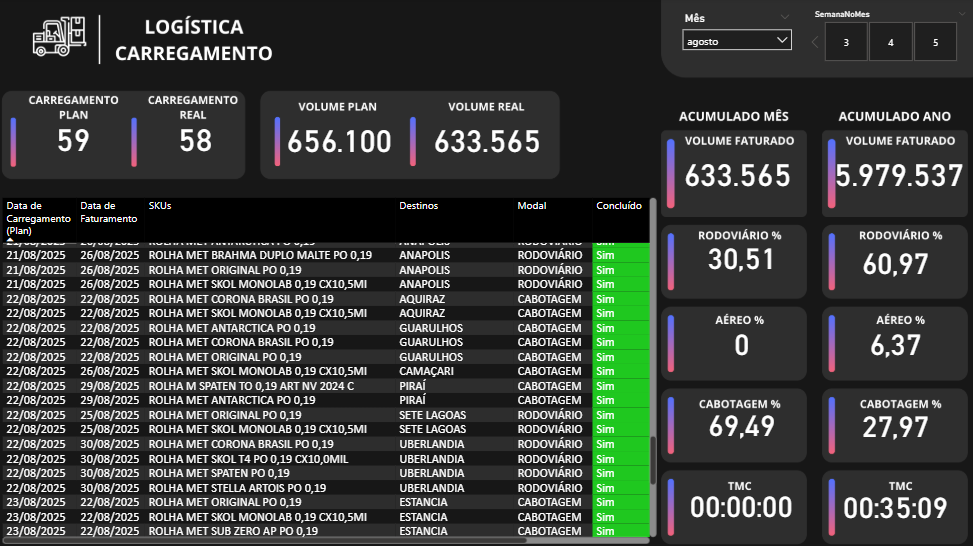 LOGÍSTICA
CARREGAMENTO
Mês
agosto
SemanaNoMes
3 4 5
CARREGAMENTO PLAN
59
CARREGAMENTO REAL
58
VOLUME PLAN
656.100
VOLUME REAL
633.565
ACUMULADO MÊS
VOLUME FATURADO
633.565
RODOVIÁRIO %
30,51
AÉREO %
0
CABOTAGEM %
69,49
TMC
00:00:00
ACUMULADO ANO
VOLUME FATURADO
5.979.537
RODOVIÁRIO %
60,97
AÉREO %
6,37
CABOTAGEM %
27,97
TMC
00:35:09
Data de Carregamento (Plan) Data de Faturamento SKUs Destinos Modal Concluído
21/08/2025 26/08/2025 ROLHA MET ANTARCTICA PO 0,19 ANAPOLIS RODOVIÁRIO Sim
21/08/2025 26/08/2025 ROLHA MET BRAHMA DUPLO MALTE PO 0,19 ANAPOLIS RODOVIÁRIO Sim
21/08/2025 26/08/2025 ROLHA MET ORIGINAL PO 0,19 ANAPOLIS RODOVIÁRIO Sim
21/08/2025 26/08/2025 ROLHA MET SKOL MONOLAB 0,19 CX10,5MI ANAPOLIS RODOVIÁRIO Sim
22/08/2025 22/08/2025 ROLHA MET CORONA BRASIL PO 0,19 AQUIRAZ CABOTAGEM Sim
22/08/2025 22/08/2025 ROLHA MET SKOL MONOLAB 0,19 CX10,5MI AQUIRAZ CABOTAGEM Sim
22/08/2025 22/08/2025 ROLHA MET ANTARCTICA PO 0,19 GUARULHOS CABOTAGEM Sim
22/08/2025 22/08/2025 ROLHA MET CORONA BRASIL PO 0,19 GUARULHOS CABOTAGEM Sim
22/08/2025 22/08/2025 ROLHA MET ORIGINAL PO 0,19 GUARULHOS CABOTAGEM Sim
22/08/2025 26/08/2025 ROLHA MET SKOL MONOLAB 0,19 CX10,5MI CAMAÇARI CABOTAGEM Sim
22/08/2025 29/08/2025 ROLHA M SPATEN TO 0,19 ART NV 2024 C PIRAÍ CABOTAGEM Sim
22/08/2025 29/08/2025 ROLHA MET ANTARCTICA PO 0,19 PIRAÍ CABOTAGEM Sim
22/08/2025 25/08/2025 ROLHA MET ORIGINAL PO 0,19 SETE LAGOAS RODOVIÁRIO Sim
22/08/2025 25/08/2025 ROLHA MET SKOL MONOLAB 0,19 CX10,5MI SETE LAGOAS RODOVIÁRIO Sim
22/08/2025 30/08/2025 ROLHA MET CORONA BRASIL PO 0,19 UBERLANDIA RODOVIÁRIO Sim
22/08/2025 30/08/2025 ROLHA MET SKOL T4 PO 0,19 CX10,0MIL UBERLANDIA RODOVIÁRIO Sim
22/08/2025 30/08/2025 ROLHA MET SPATEN PO 0,19 UBERLANDIA RODOVIÁRIO Sim
22/08/2025 30/08/2025 ROLHA MET STELLA ARTOIS PO 0,19 UBERLANDIA RODOVIÁRIO Sim
23/08/2025 22/08/2025 ROLHA MET ORIGINAL PO 0,19 ESTANCIA CABOTAGEM Sim
23/08/2025 22/08/2025 ROLHA MET SKOL MONOLAB 0,19 CX10,5MI ESTANCIA CABOTAGEM Sim
23/08/2025 22/08/2025 ROLHA MET SUB ZERO AP PO 0,19 ESTANCIA CABOTAGEM Sim